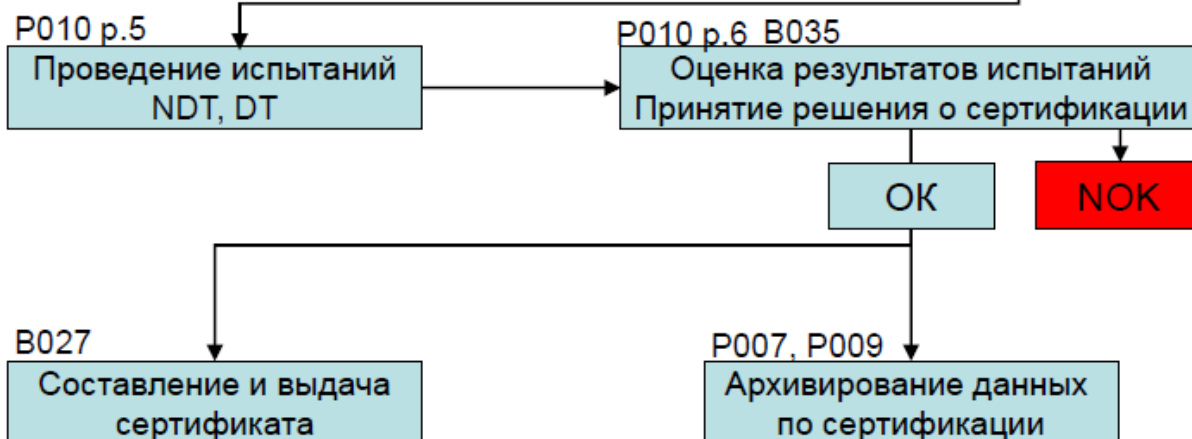 P010 p.5
Проведение испытаний
NDT, DT
P010 p.6 B035
Оценка результатов испытаний
Принятие решения о сертификации
ОК
NOK
B027
Составление и выдача
сертификата
P007, P009
Архивирование данных
по сертификации